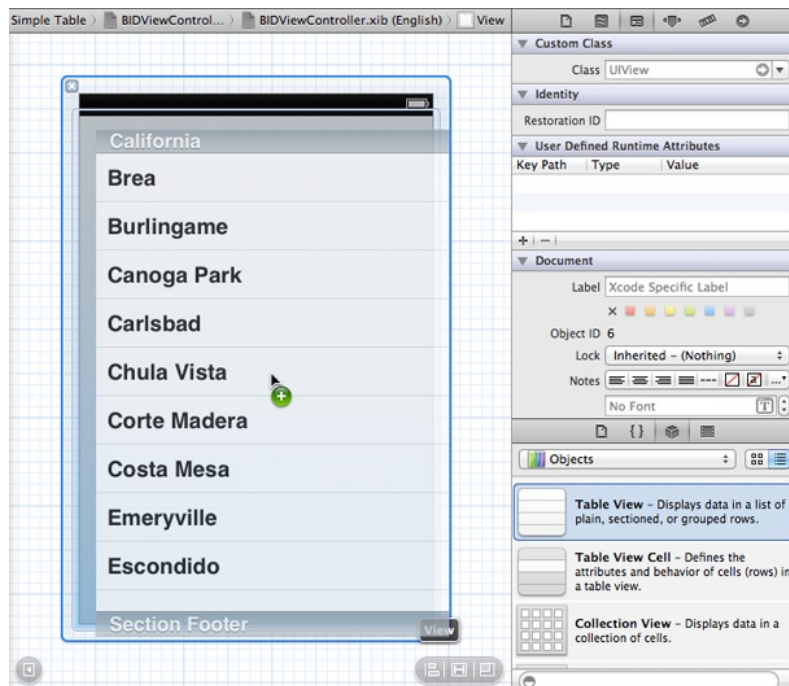 Simple Table
BIDViewControl...
BIDViewController.xib (English)
View
California
Brea
Burlingame
Canoga Park
Carlsbad
Chula Vista
Corte Madera
Costa Mesa
Emeryville
Escondido
Section Footer
View
Custom Class
Class UIView
Identity
Restoration ID
User Defined Runtime Attributes
Key Path Type Value
Document
Label Xcode Specific Label
Object ID 6
Lock Inherited - (Nothing)
Notes
No Font
Objects
Table View – Displays data in a list of
plain, sectioned, or grouped rows.
Table View Cell – Defines the
attributes and behavior of cells (rows) in
a table view.
Collection View – Displays data in a
collection of cells.